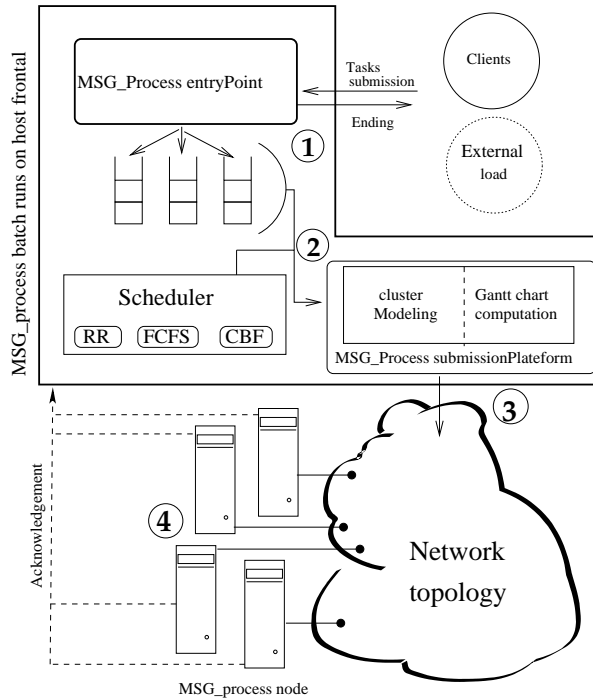 MSG_Process entryPoint
Tasks
submission
Ending
Clients
External
load
1
2
MSG_process batch runs on host frontal
Scheduler
RR
FCFS
CBF
cluster
Modeling
Gantt chart
computation
MSG_Process submissionPlateform
3
4
Acknowledgement
Network
topology
MSG_process node